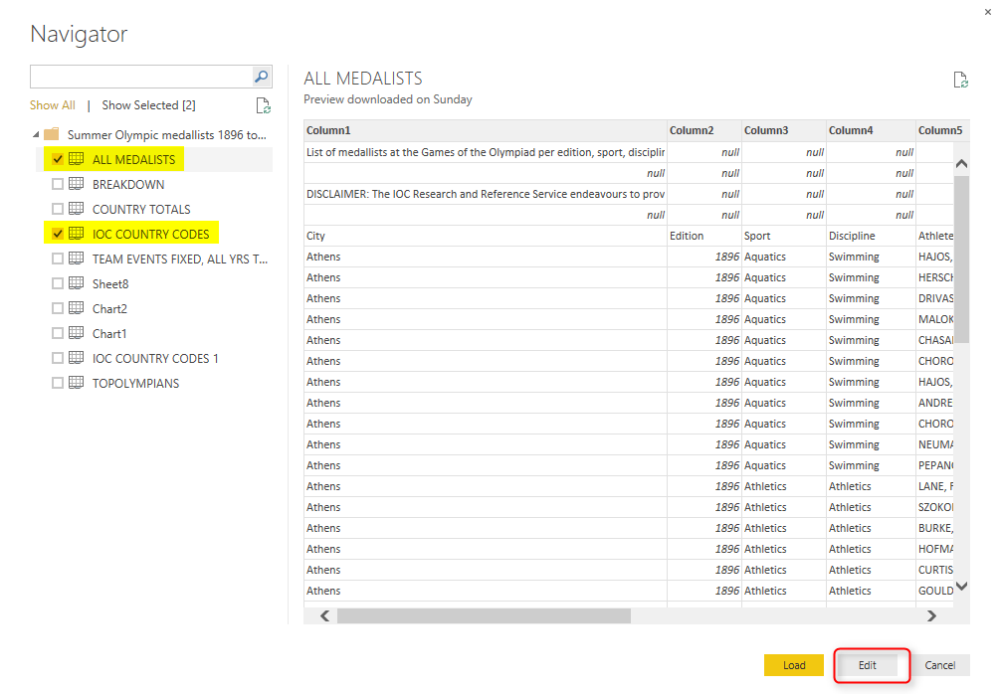 ×
Navigator
Show All | Show Selected [2]
Summer Olympic medallists 1896 to...
ALL MEDALISTS
BREAKDOWN
COUNTRY TOTALS
IOC COUNTRY CODES
TEAM EVENTS FIXED, ALL YRS T...
Sheet8
Chart2
Chart1
IOC COUNTRY CODES 1
TOPOLYMPIANS
ALL MEDALISTS
Preview downloaded on Sunday
Column1 Column2 Column3 Column4 Column5
List of medallists at the Games of the Olympiad per edition, sport, disciplin null null null
null null null null
DISCLAIMER: The IOC Research and Reference Service endeavours to prov null null null
null null null null
City Edition Sport Discipline Athlete
Athens 1896 Aquatics Swimming HAJOS,
Athens 1896 Aquatics Swimming HERSCH
Athens 1896 Aquatics Swimming DRIVAS
Athens 1896 Aquatics Swimming MALOK
Athens 1896 Aquatics Swimming CHASA
Athens 1896 Aquatics Swimming CHORO
Athens 1896 Aquatics Swimming HAJOS,
Athens 1896 Aquatics Swimming ANDRE
Athens 1896 Aquatics Swimming CHORO
Athens 1896 Aquatics Swimming NEUMA
Athens 1896 Aquatics Swimming PEPANO
Athens 1896 Athletics Athletics LANE, F
Athens 1896 Athletics Athletics SZOKO
Athens 1896 Athletics Athletics BURKE,
Athens 1896 Athletics Athletics HOFMA
Athens 1896 Athletics Athletics CURTIS
Athens 1896 Athletics Athletics GOULD
Load Edit Cancel